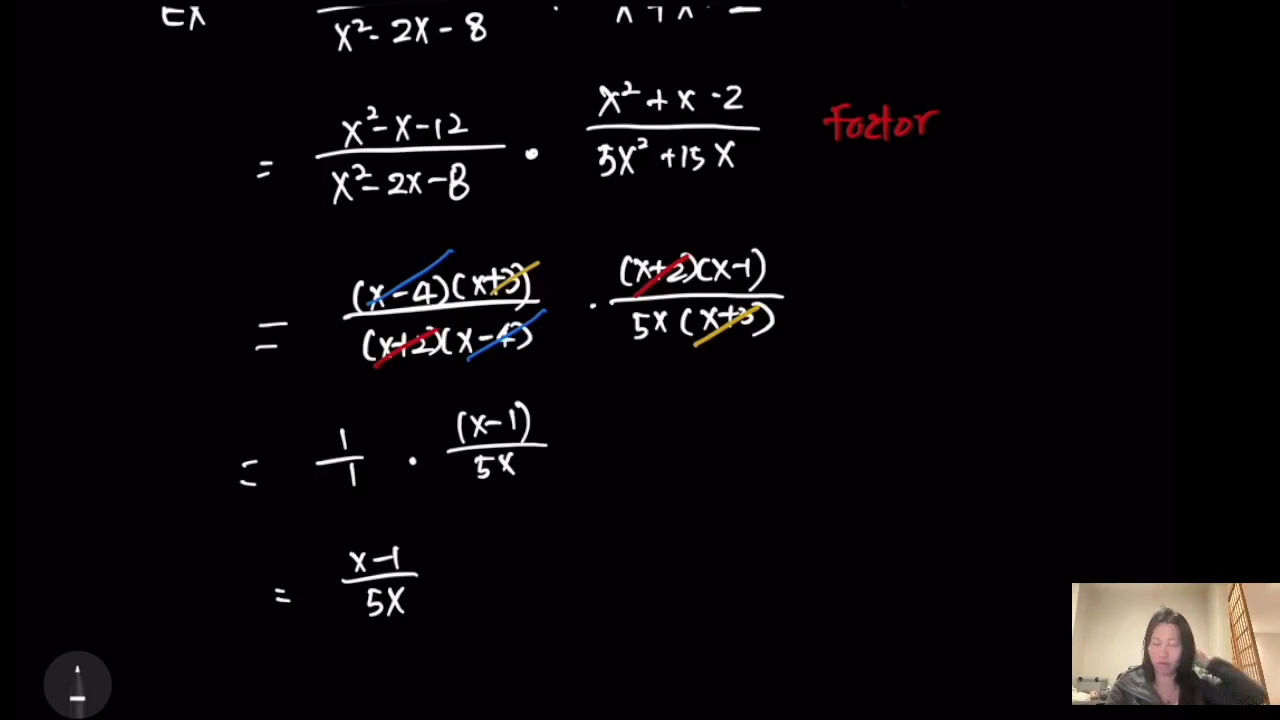 Ex
x² - 2x - 8 ·
= x² - x - 12 / x² - 2x - 8 · x² + x - 2 / 5x² + 15x factor
= (x - 4)(x + 3) / (x + 2)(x - 4) · (x + 2)(x - 1) / 5x (x + 3)
= 1 / 1 · (x - 1) / 5x
= x - 1 / 5x